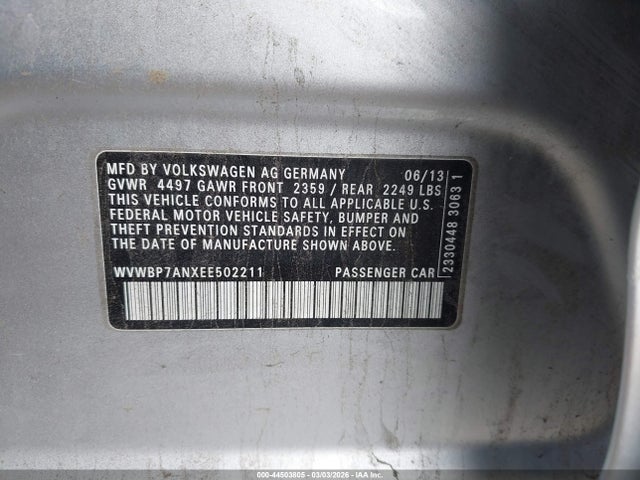 MFD BY VOLKSWAGEN AG GERMANY 06/13
GVWR 4497 GAWR FRONT 2359 / REAR 2249 LBS
THIS VEHICLE CONFORMS TO ALL APPLICABLE U.S.
FEDERAL MOTOR VEHICLE SAFETY, BUMPER AND
THEFT PREVENTION STANDARDS IN EFFECT ON
THE DATE OF MANUFACTURE SHOWN ABOVE.
WVWBP7ANXEE502211 PASSENGER CAR
2330448 3063 1
000-44503805 - 03/03/2026 - COPART